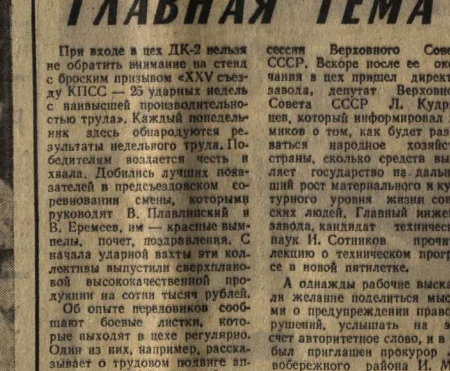 ГЛАВНАЯ ТЕМА
При входе в цех ДК-2 нельзя
не обратить внимание на стенд
с броским призывом «XXV съез-
ду КПСС — 25 ударных недель
с наивысшей производительно-
стью труда». Каждый понедель-
ник здесь обнародуются ре-
зультаты недельного труда. По-
бедителям воздается честь и
хвала. Добились лучших пока-
зателей в предсъездовском со-
ревновании смены, которыми
руководят В. Плавлинский и
В. Еремеев, им — красные вым-
пелы, почет, поздравления. С
начала ударной вахты эти кол-
лективы выпустили сверхплано-
вой высококачественной про-
дукции на сотни тысяч рублей.
Об опыте передовиков сооб-
щают боевые листки, кото-
рые выходят в цехе регулярно.
Один из них, например, расска-
зывает о трудовом подвиге ап-
сессии Верховного Сове
СССР. Вскоре после ее око
чания в цех пришел директ
завода, депутат Верховно
Совета СССР Л. Кудр
цев, который информировал
миков о том, как будет разв
ваться народное хозяйс
страны, сколько средств вы
ляет государство на дальн
ший рост материального и ку
турного уровня жизни сов
ских людей. Главный инже
завода, кандидат техничес
наук И. Сотников прочи
лекцию о техническом прог
се в новой пятилетке.
А однажды рабочие выска
ли желание поделиться мыс
ми о предупреждении право
рушений, услышать на э
счет авторитетное слово, и в
был приглашен прокурор
вобережного района И. М